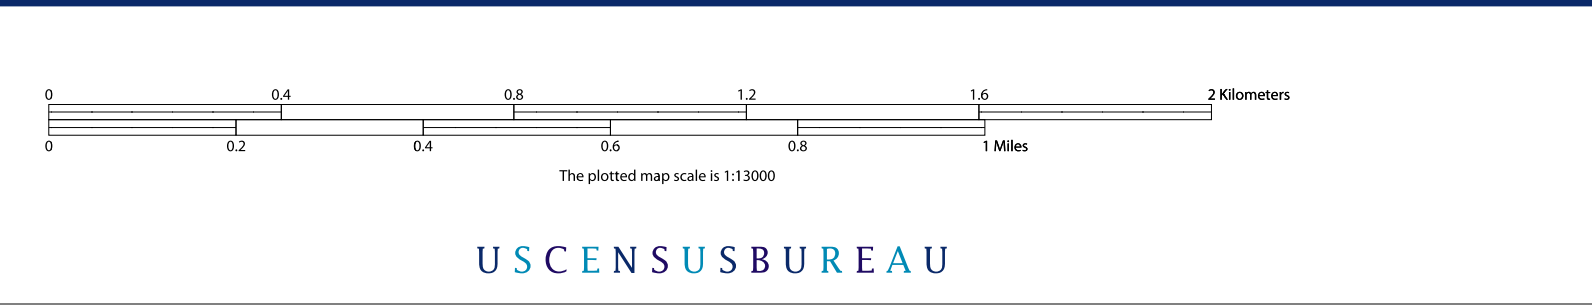 0 0.4 0.8 1.2 1.6 2 Kilometers
0 0.2 0.4 0.6 0.8 1 Miles
The plotted map scale is 1:13000
USCENSUSBUREAU